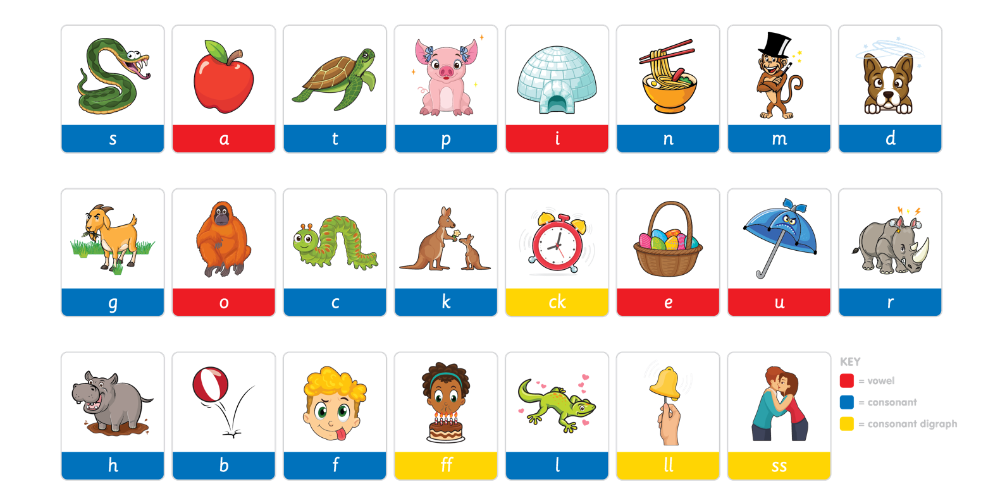 s a t p i n m d
g o c k ck e u r
h b f ff l ll ss
KEY
= vowel
= consonant
= consonant digraph